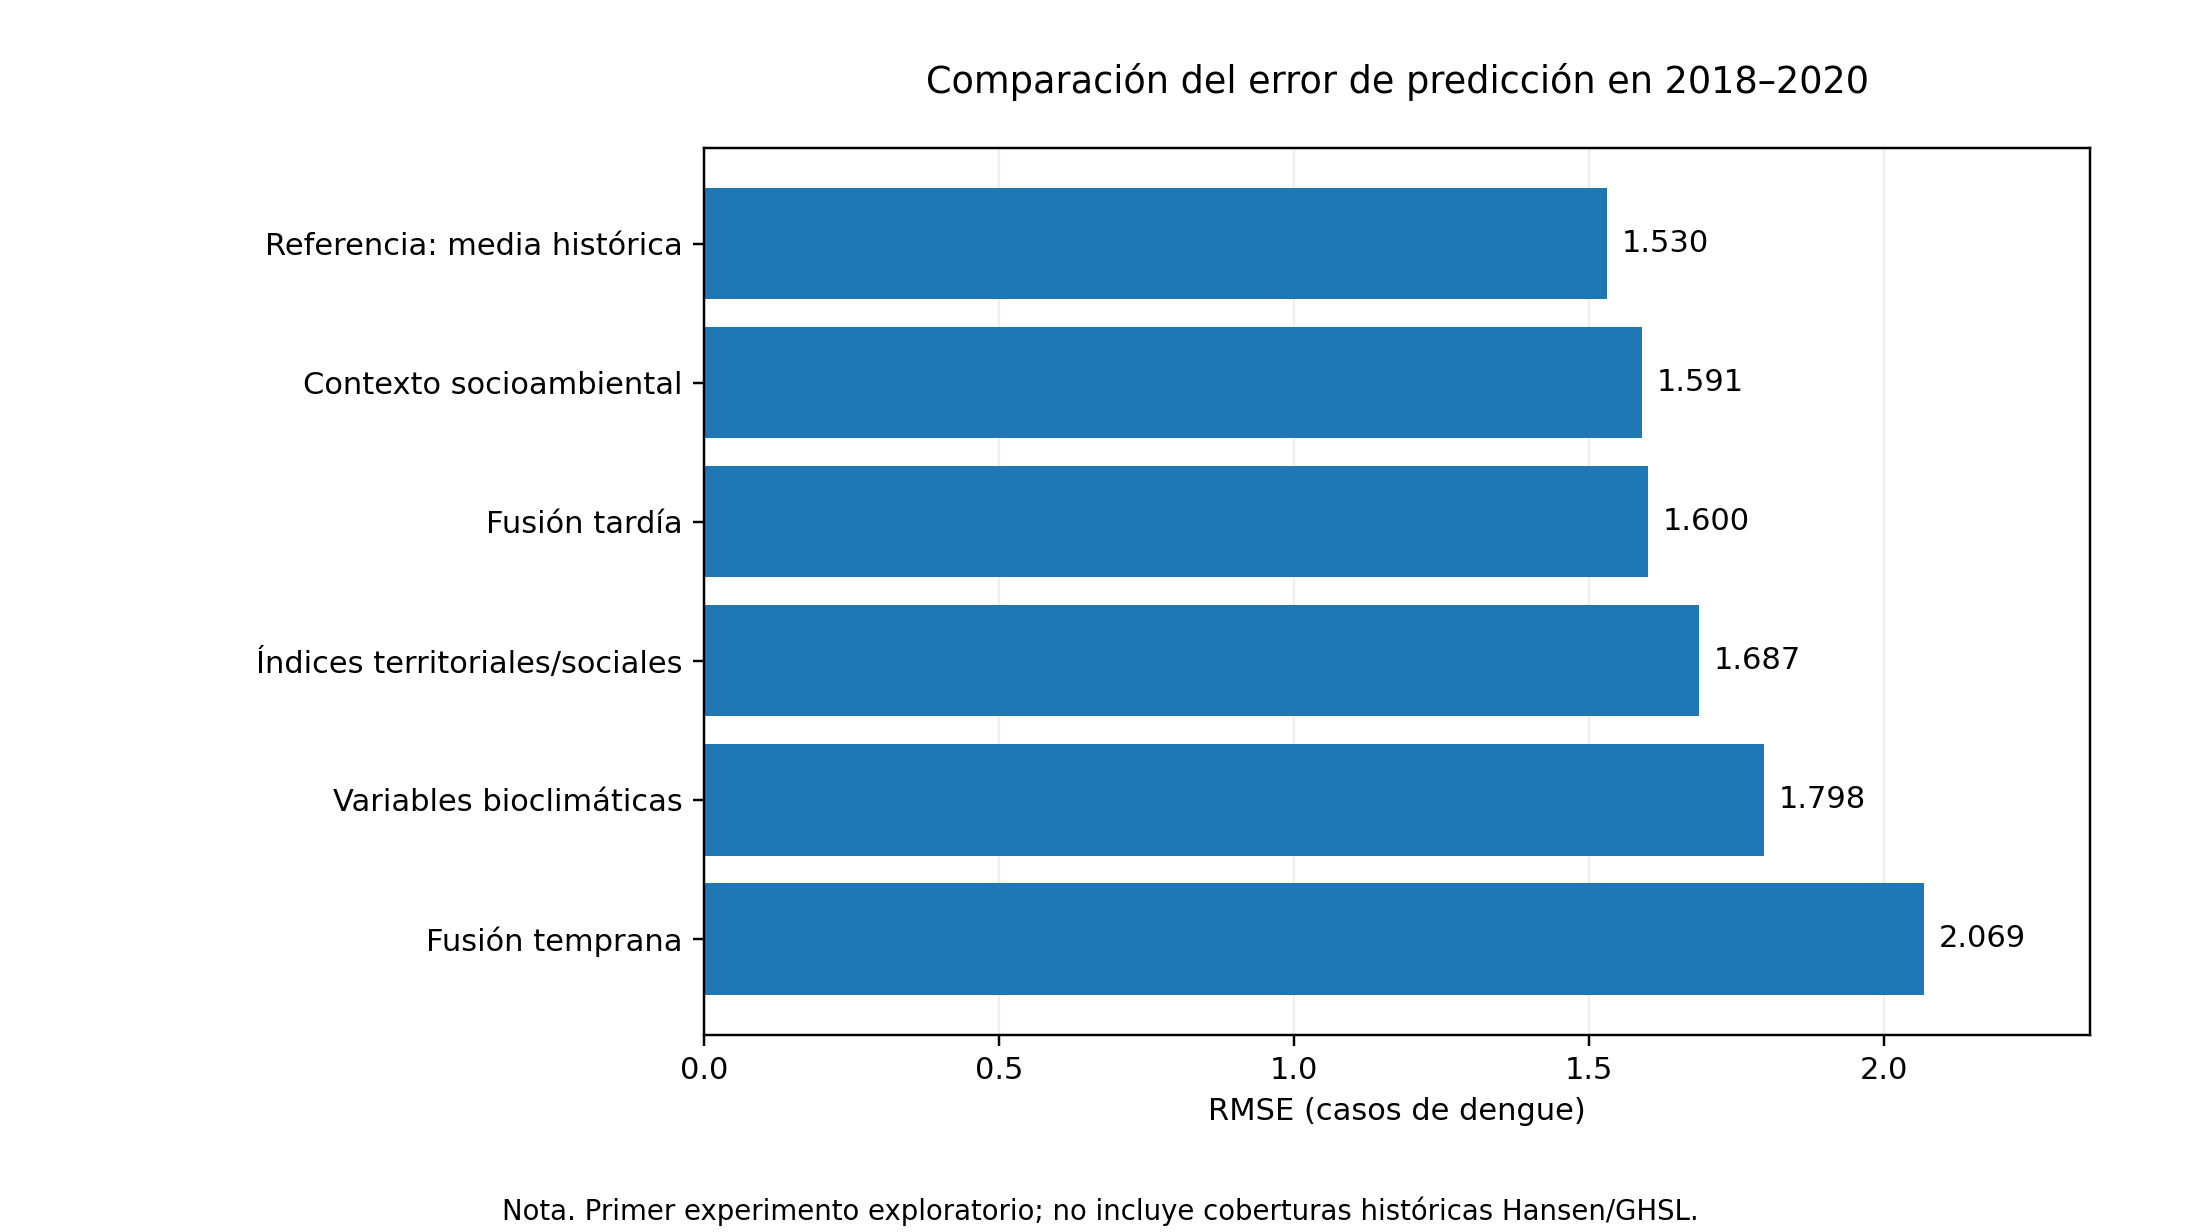 Comparación del error de predicción en 2018–2020
Referencia: media histórica
1.530
Contexto socioambiental
1.591
Fusión tardía
1.600
Índices territoriales/sociales
1.687
Variables bioclimáticas
1.798
Fusión temprana
2.069
0.0
0.5
1.0
1.5
2.0
RMSE (casos de dengue)
Nota. Primer experimento exploratorio; no incluye coberturas históricas Hansen/GHSL.